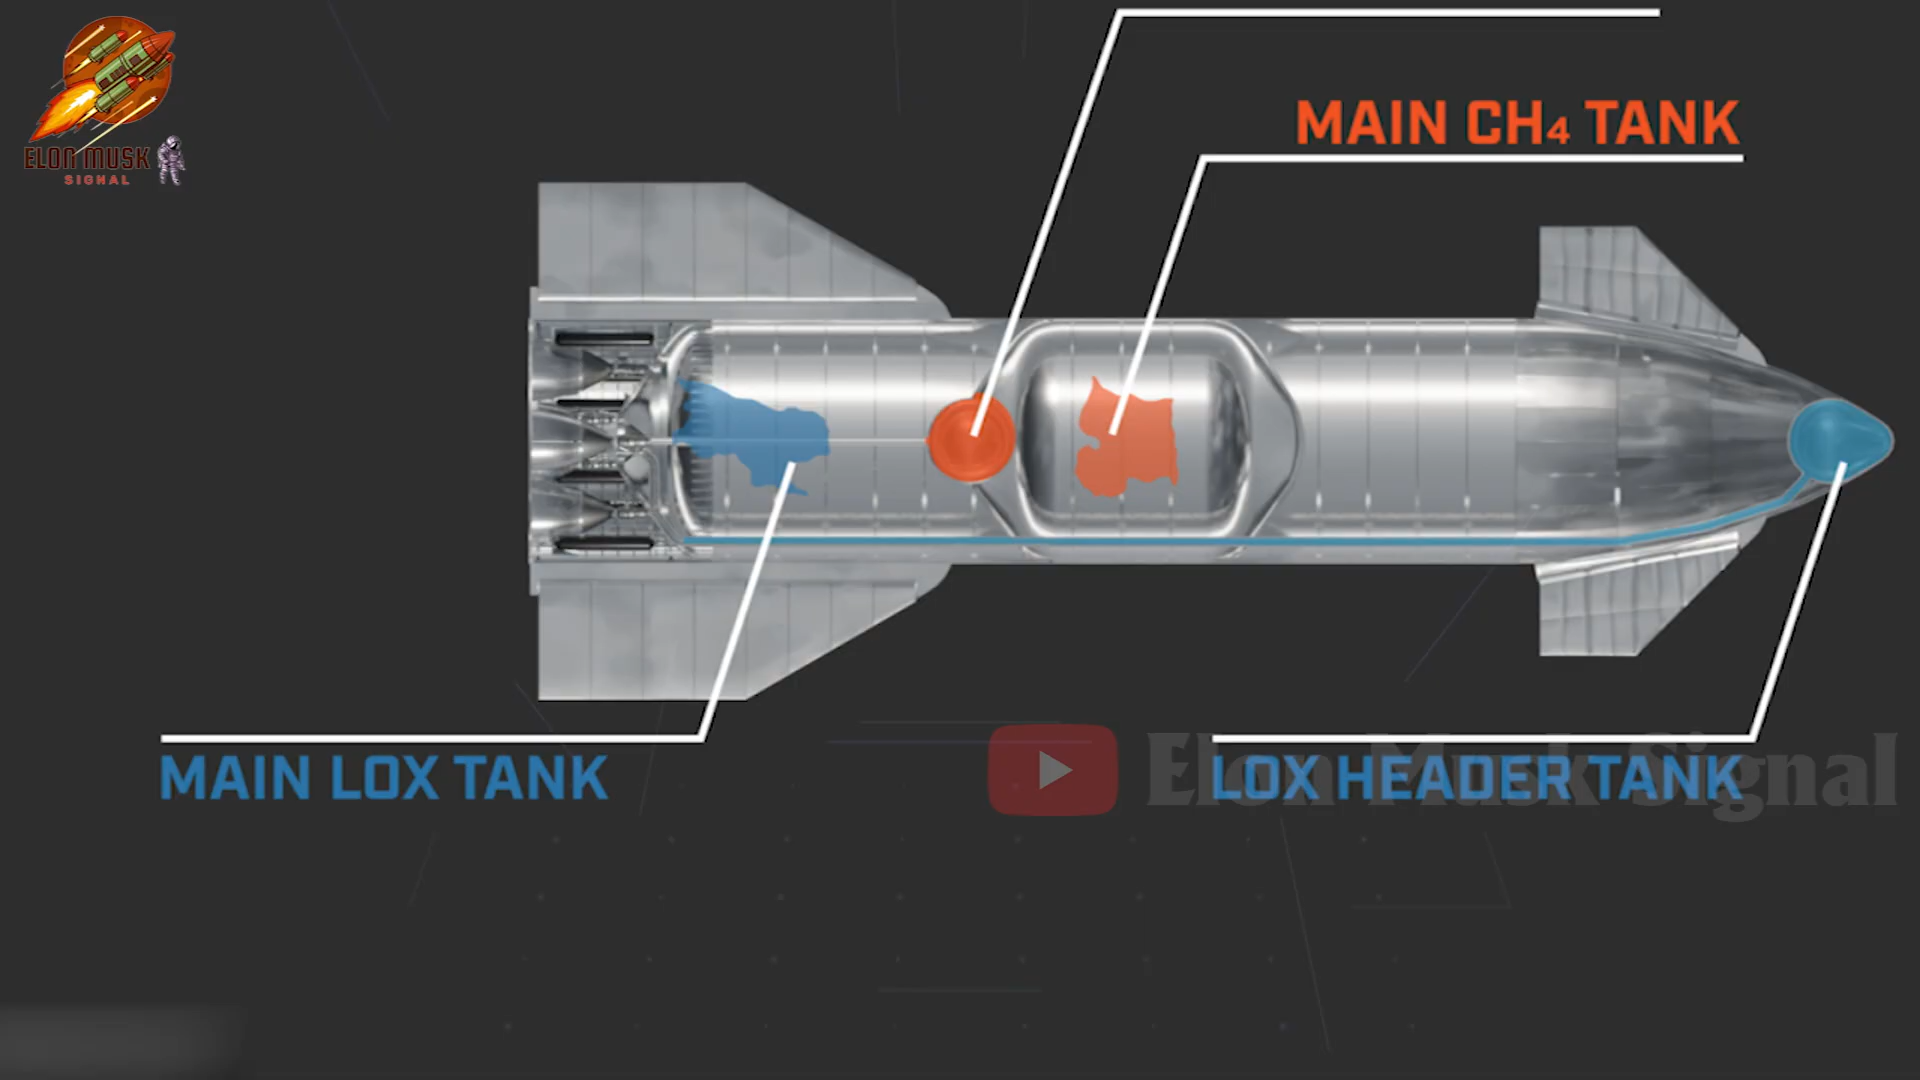 MAIN CH₄ TANK
ELON MUSK
SIGNAL
MAIN LOX TANK
LOX HEADER TANK
Elon Musk Signal